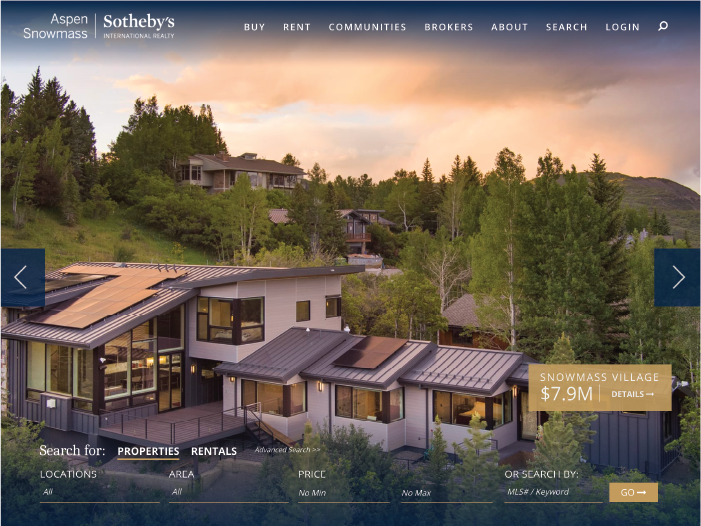 Aspen
Snowmass
Sotheby's
INTERNATIONAL REALTY
BUY RENT COMMUNITIES BROKERS ABOUT SEARCH LOGIN
SNOWMASS VILLAGE
$7.9M DETAILS
Search for: PROPERTIES RENTALS Advanced Search >>
LOCATIONS AREA PRICE OR SEARCH BY:
All All No Min No Max MLS# / Keyword GO